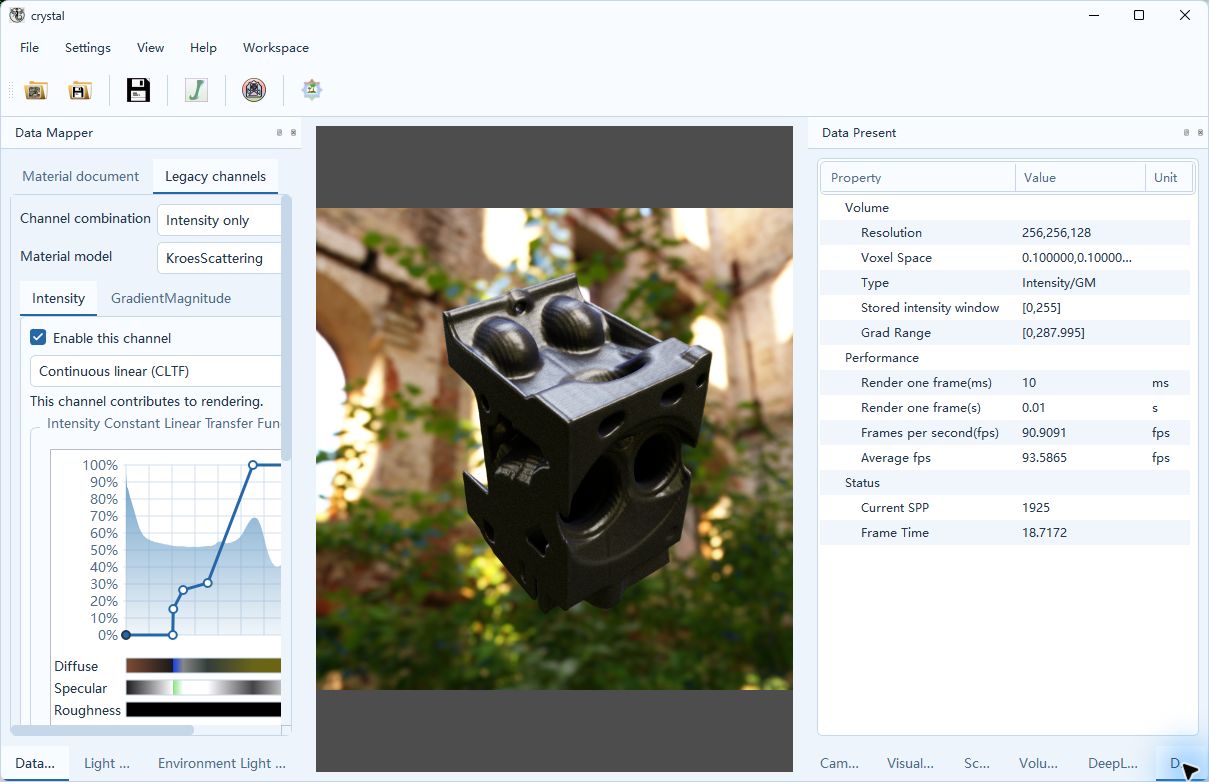 crystal
File Settings View Help Workspace
Data Mapper
Material document Legacy channels
Channel combination Intensity only
Material model KroesScattering
Intensity GradientMagnitude
Enable this channel
Continuous linear (CLTF)
This channel contributes to rendering.
Intensity Constant Linear Transfer Fun
100%
90%
80%
70%
60%
50%
40%
30%
20%
10%
0%
Diffuse
Specular
Roughness
Data... Light ... Environment Light ...
Data Present
Property Value Unit
Volume
Resolution 256,256,128
Voxel Space 0.100000,0.10000...
Type Intensity/GM
Stored intensity window [0,255]
Grad Range [0,287.995]
Performance
Render one frame(ms) 10 ms
Render one frame(s) 0.01 s
Frames per second(fps) 90.9091 fps
Average fps 93.5865 fps
Status
Current SPP 1925
Frame Time 18.7172
Cam... Visual... Sc... Volu... DeepL... D...